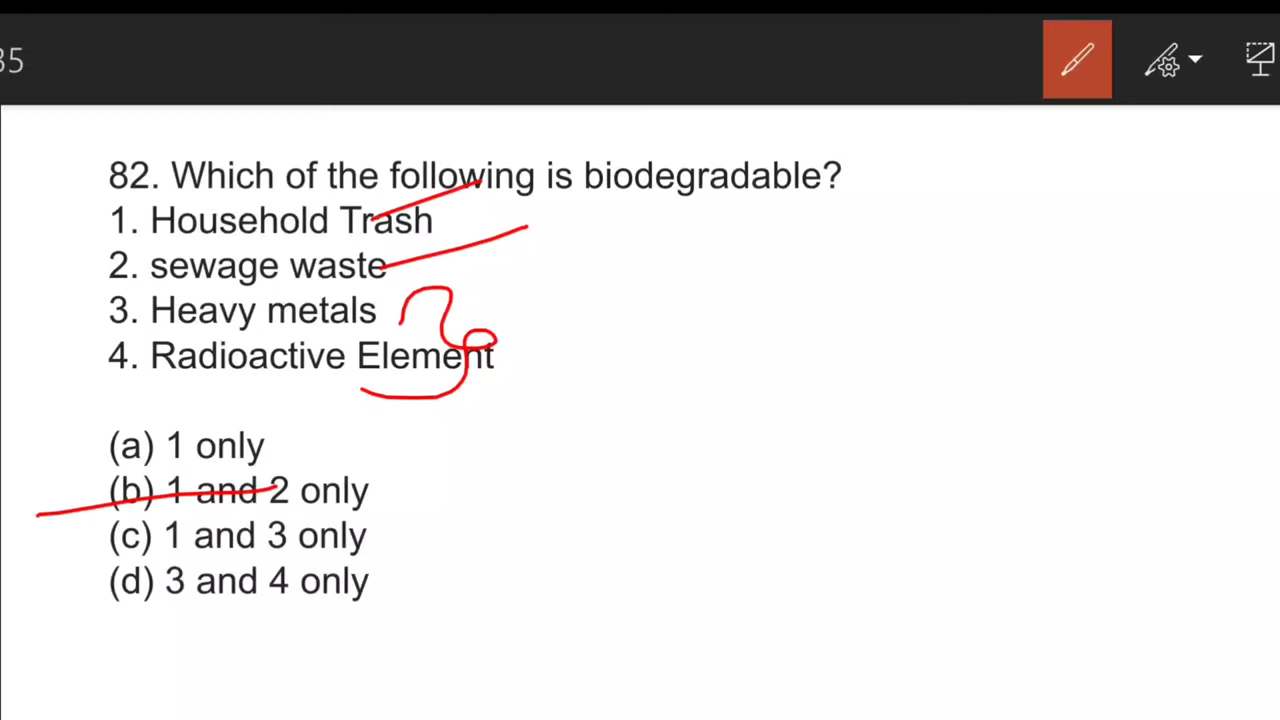 35
82. Which of the following is biodegradable?
1. Household Trash
2. sewage waste
3. Heavy metals
4. Radioactive Element
(a) 1 only
(b) 1 and 2 only
(c) 1 and 3 only
(d) 3 and 4 only